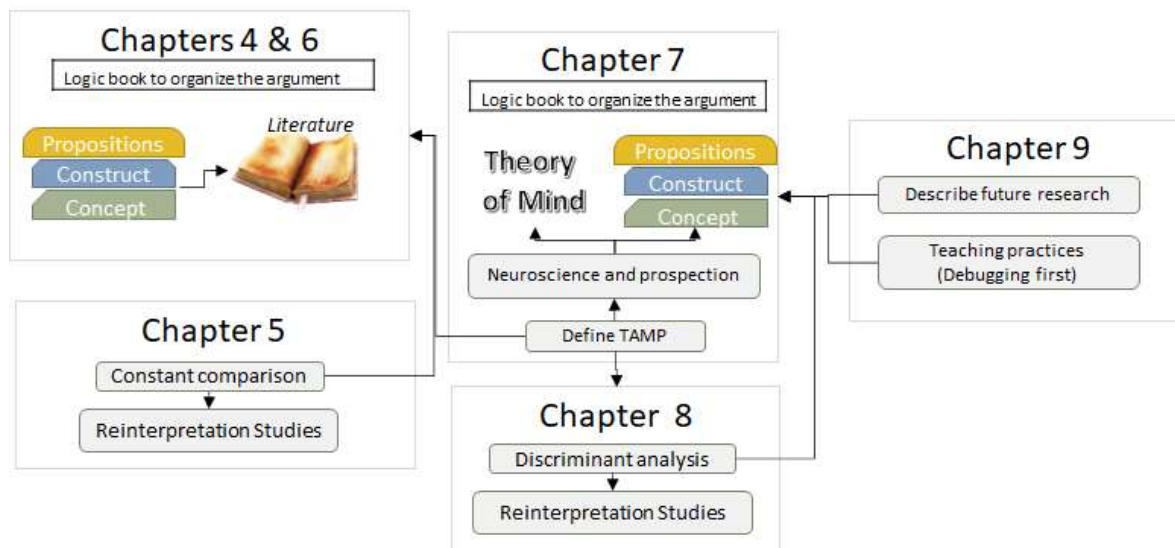 Chapters 4 & 6
Logic book to organize the argument
Literature
Propositions
Construct
Concept
Chapter 5
Constant comparison
Reinterpretation Studies
Chapter 7
Logic book to organize the argument
Theory
of Mind
Propositions
Construct
Concept
Neuroscience and prospection
Define TAMP
Chapter 8
Discriminant analysis
Reinterpretation Studies
Chapter 9
Describe future research
Teaching practices
(Debugging first)